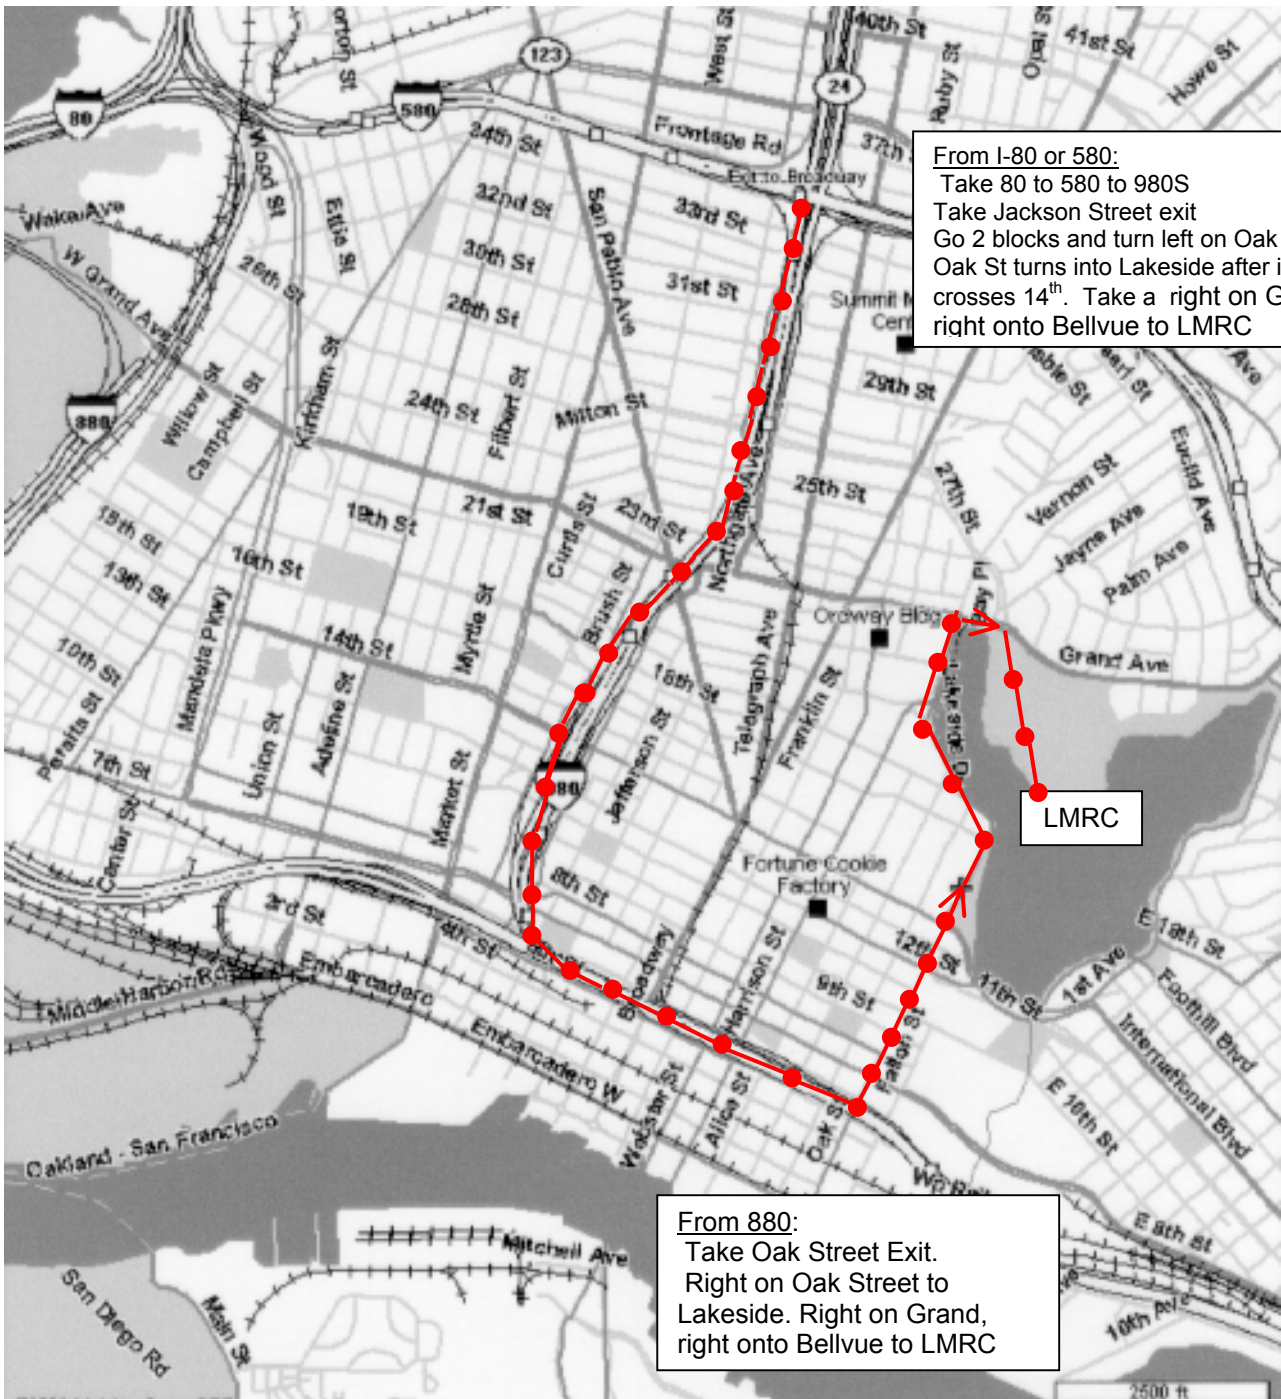 40th St
41st St
Howe St
Opal St
Ruby St
West St
123
24
80
580
Frontage Rd
34th St
37th
Exit to Broadway
From I-80 or 580:
Take 80 to 580 to 980S
Take Jackson Street exit
Go 2 blocks and turn left on Oak
Oak St turns into Lakeside after i
crosses 14th. Take a right on G
right onto Bellvue to LMRC
Wood St
Ettie St
32nd St
33rd St
San Pablo Ave
30th St
31st St
28th St
26th St
W Grand Ave
Summit M
Cent
29th St
Kirkham St
Willow St
Campbell St
24th St
Filbert St
Milton St
880
Euclid Ave
27th St
Vernon St
Jayne Ave
Palm Ave
25th St
Northgate Ave
23rd St
21st St
19th St
Curtis St
Brush St
16th St
15th St
13th St
10th St
14th St
Mandela Pkwy
Myrtle St
Ordway Bldg
Bay Pl
Grand Ave
Lakeside D
18th St
Telegraph Ave
Franklin St
Jefferson St
Peralta St
7th St
Union St
Adeline St
Market St
980
LMRC
Center St
Fortune Cookie
Factory
8th St
3rd St
4th St
Embarcadero
Middle Harbor Rd
Broadway
Harrison St
12th St
9th St
11th St
1st Ave
E 18th St
Foothill Blvd
International Blvd
E 10th St
Embarcadero W
Webster St
Alice St
Oak St
Fallon St
Oakland - San Francisco
E 8th St
10th Ave
Mitchell Ave
Main St
San Diego Rd
From 880:
Take Oak Street Exit.
Right on Oak Street to
Lakeside. Right on Grand,
right onto Bellvue to LMRC
2500 ft